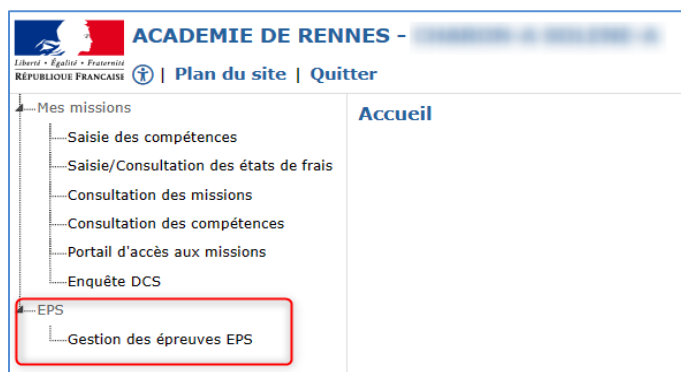 ACADEMIE DE RENNES -
Liberté • Égalité • Fraternité
RÉPUBLIQUE FRANÇAISE
| Plan du site | Quitter
Mes missions
Saisie des compétences
Saisie/Consultation des états de frais
Consultation des missions
Consultation des compétences
Portail d'accès aux missions
Enquête DCS
EPS
Gestion des épreuves EPS
Accueil